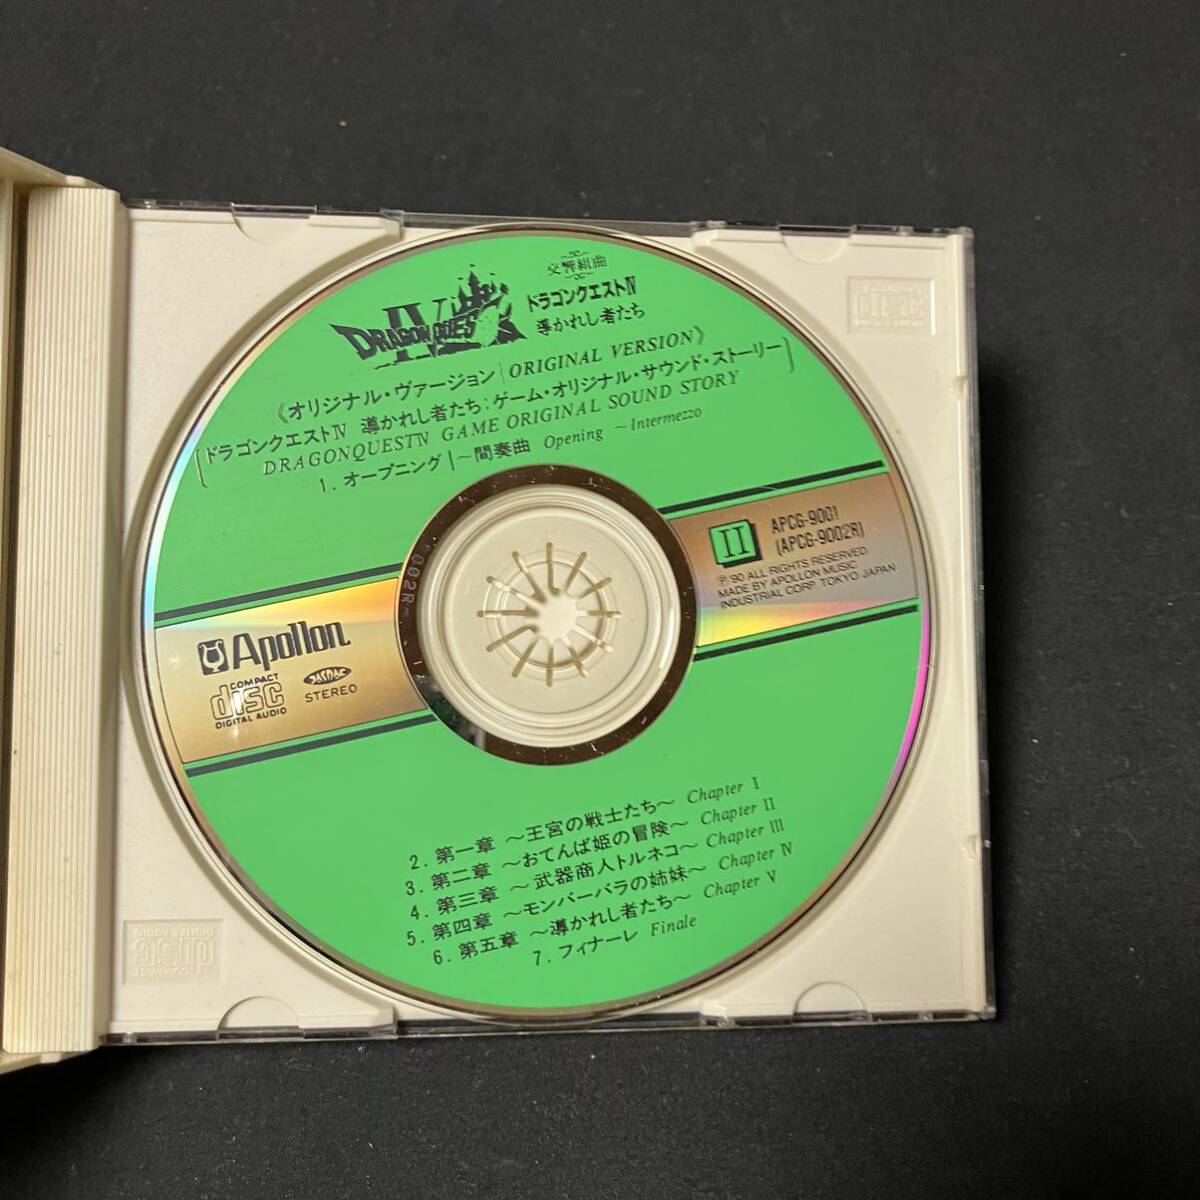 交響組曲
ドラゴンクエストⅣ
導かれし者たち
DRAGON QUEST
IV
《オリジナル・ヴァージョン/ORIGINAL VERSION》
[ドラゴンクエストⅣ 導かれし者たち:ゲーム・オリジナル・サウンド・ストーリー]
DRAGONQUESTⅣ GAME ORIGINAL SOUND STORY
1. オープニング/〜間奏曲 Opening 〜Intermezzo
II
APCG-9001
(APCG-9002R)
℗'90 ALL RIGHTS RESERVED
MADE BY APOLLON MUSIC
INDUSTRIAL CORP. TOKYO JAPAN
Apollon
COMPACT
disc
DIGITAL AUDIO
JASRAC
STEREO
2. 第一章 〜王宮の戦士たち〜 Chapter Ⅰ
3. 第二章 〜おてんば姫の冒険〜 Chapter Ⅱ
4. 第三章 〜武器商人トルネコ〜 Chapter Ⅲ
5. 第四章 〜モンバーバラの姉妹〜 Chapter Ⅳ
6. 第五章 〜導かれし者たち〜 Chapter Ⅴ
7. フィナーレ Finale
COMPACT
disc
DIGITAL AUDIO